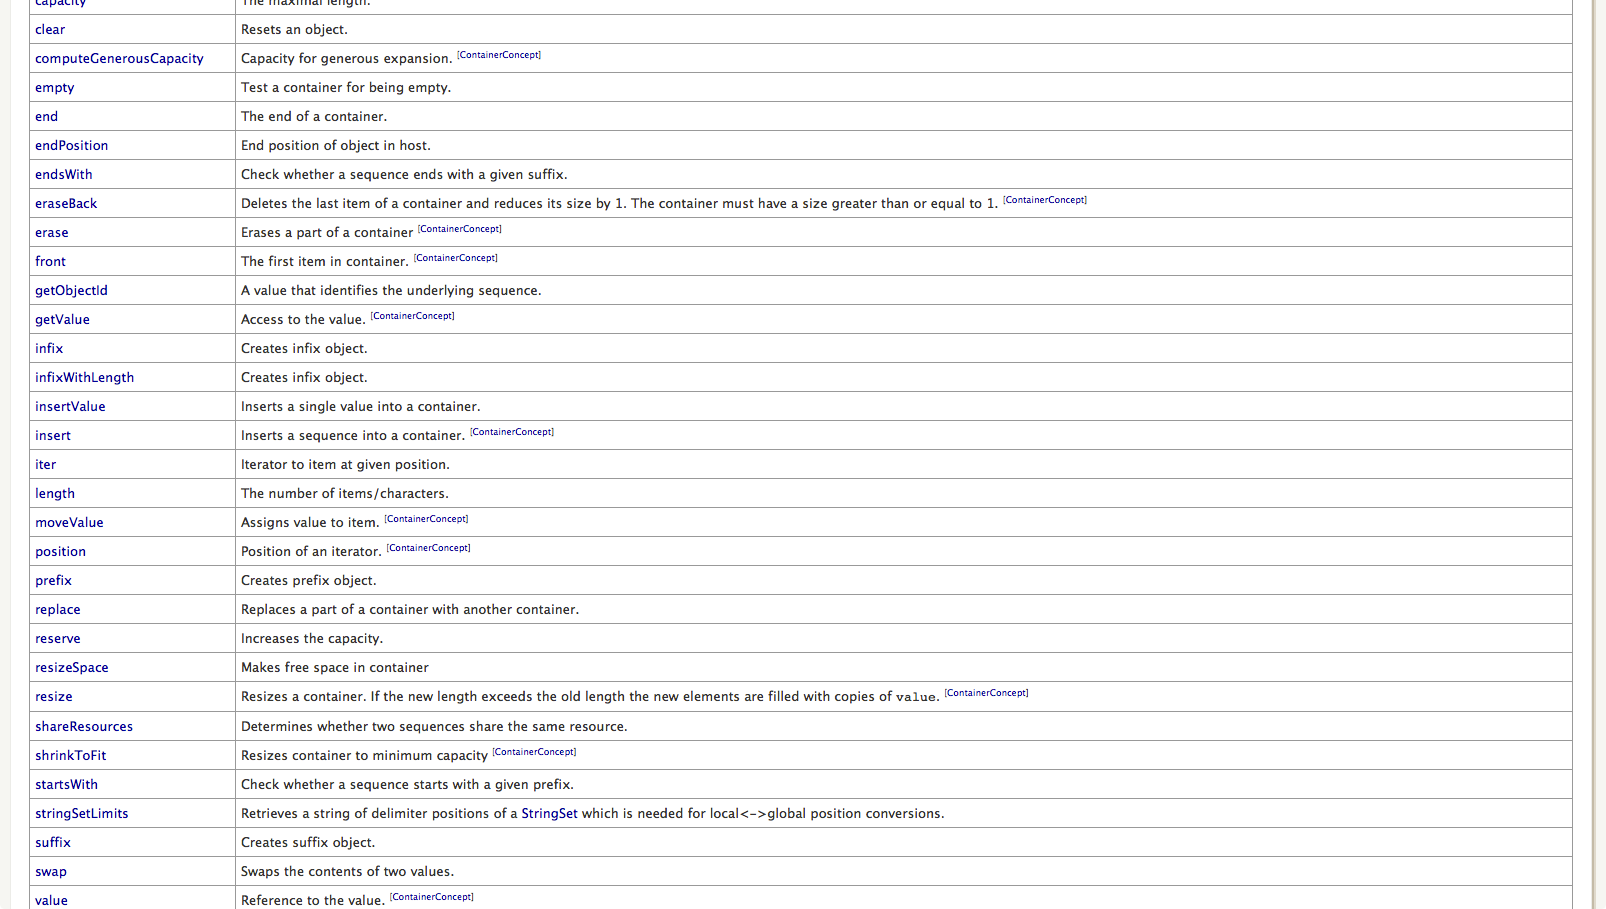 capacity The maximal length.
clear Resets an object.
computeGenerousCapacity Capacity for generous expansion. [ContainerConcept]
empty Test a container for being empty.
end The end of a container.
endPosition End position of object in host.
endsWith Check whether a sequence ends with a given suffix.
eraseBack Deletes the last item of a container and reduces its size by 1. The container must have a size greater than or equal to 1. [ContainerConcept]
erase Erases a part of a container [ContainerConcept]
front The first item in container. [ContainerConcept]
getObjectId A value that identifies the underlying sequence.
getValue Access to the value. [ContainerConcept]
infix Creates infix object.
infixWithLength Creates infix object.
insertValue Inserts a single value into a container.
insert Inserts a sequence into a container. [ContainerConcept]
iter Iterator to item at given position.
length The number of items/characters.
moveValue Assigns value to item. [ContainerConcept]
position Position of an iterator. [ContainerConcept]
prefix Creates prefix object.
replace Replaces a part of a container with another container.
reserve Increases the capacity.
resizeSpace Makes free space in container
resize Resizes a container. If the new length exceeds the old length the new elements are filled with copies of value. [ContainerConcept]
shareResources Determines whether two sequences share the same resource.
shrinkToFit Resizes container to minimum capacity [ContainerConcept]
startsWith Check whether a sequence starts with a given prefix.
stringSetLimits Retrieves a string of delimiter positions of a StringSet which is needed for local<->global position conversions.
suffix Creates suffix object.
swap Swaps the contents of two values.
value Reference to the value. [ContainerConcept]